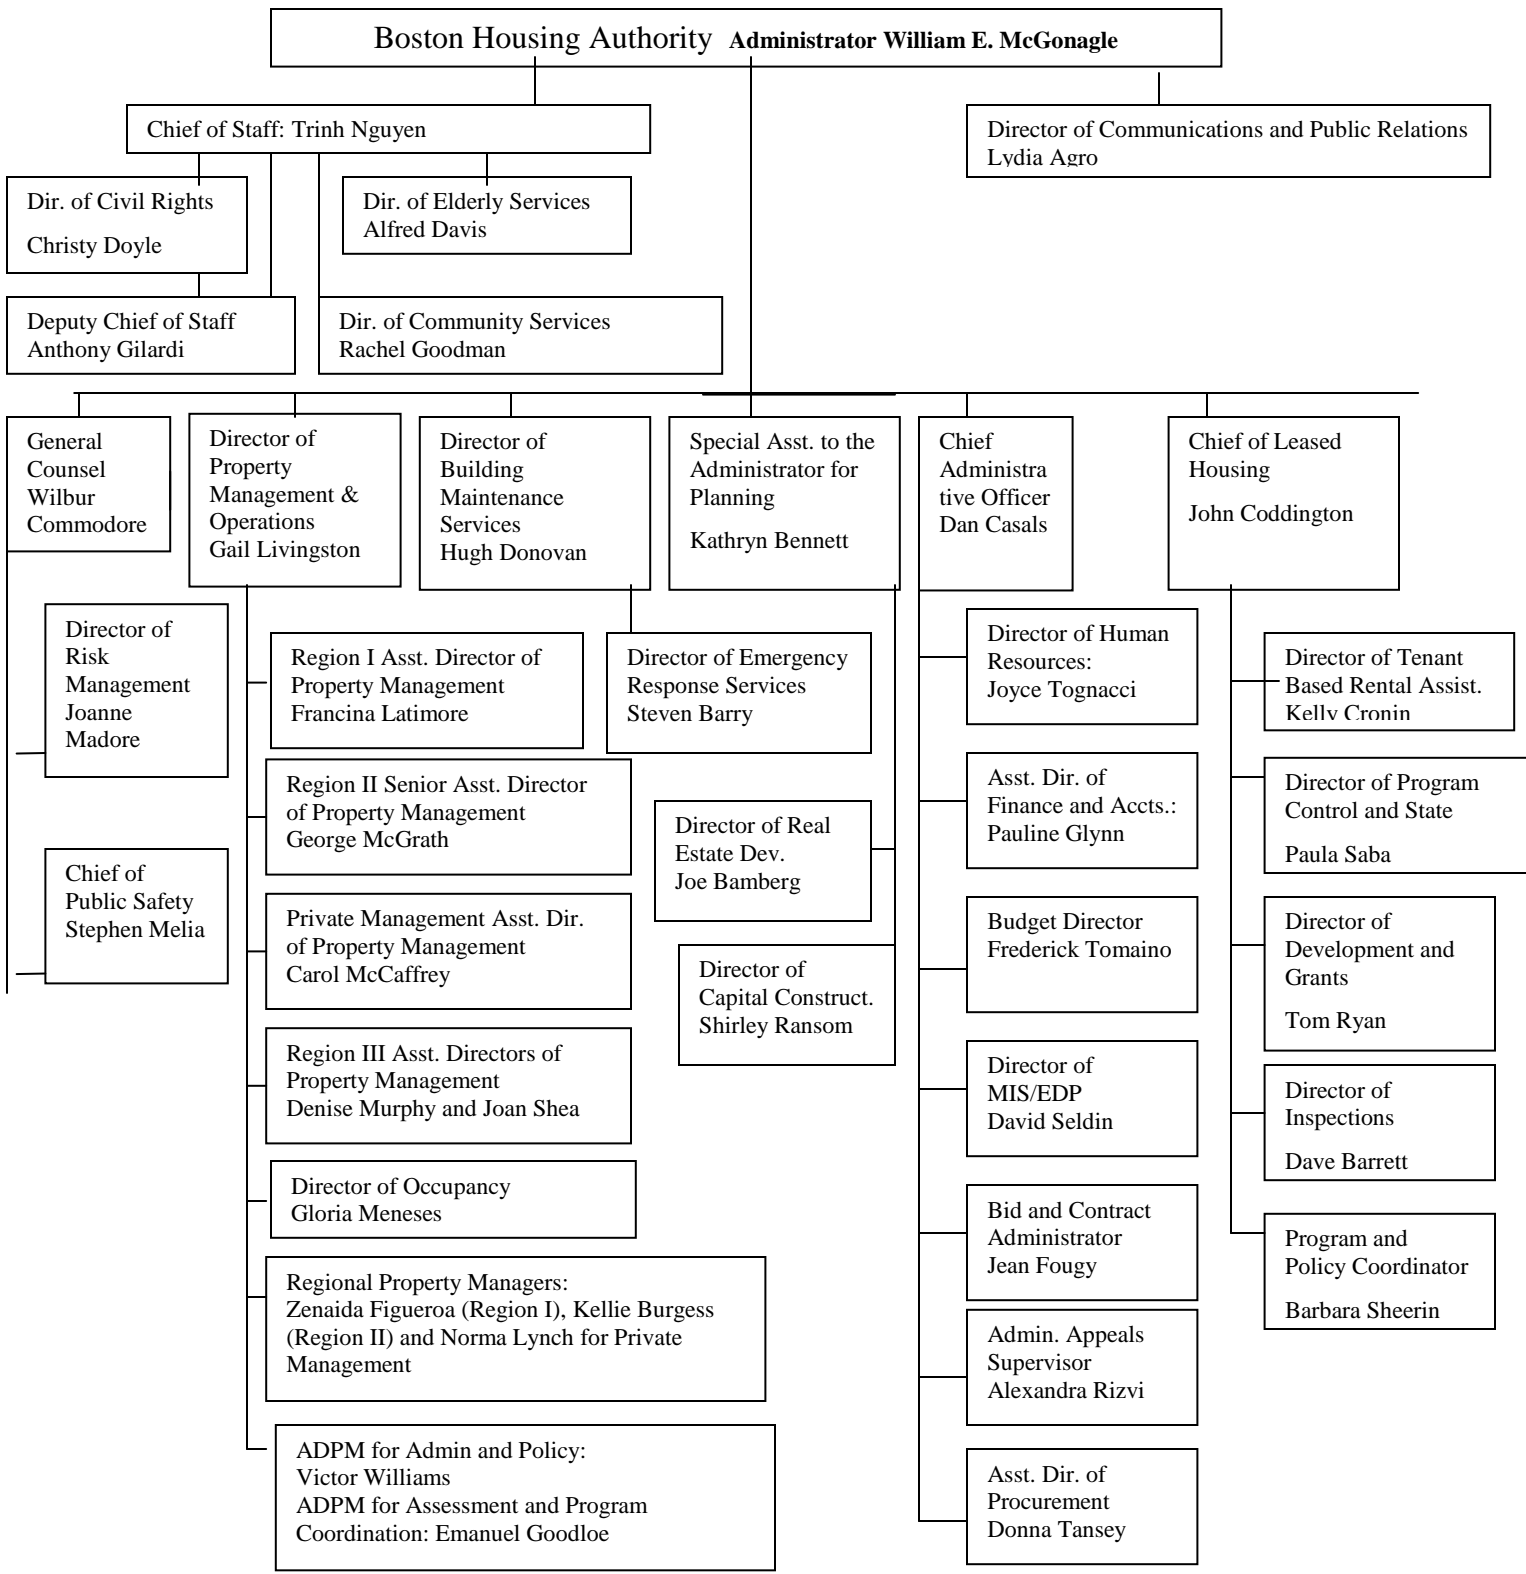 Boston Housing Authority Administrator William E. McGonagle
Chief of Staff: Trinh Nguyen
Director of Communications and Public Relations
Lydia Agro
Dir. of Civil Rights
Christy Doyle
Dir. of Elderly Services
Alfred Davis
Deputy Chief of Staff
Anthony Gilardi
Dir. of Community Services
Rachel Goodman
General
Counsel
Wilbur
Commodore
Director of
Property
Management &
Operations
Gail Livingston
Director of
Building
Maintenance
Services
Hugh Donovan
Special Asst. to the
Administrator for
Planning
Kathryn Bennett
Chief
Administra
tive Officer
Dan Casals
Chief of Leased
Housing
John Coddington
Director of
Risk
Management
Joanne
Madore
Chief of
Public Safety
Stephen Melia
Region I Asst. Director of
Property Management
Francina Latimore
Region II Senior Asst. Director
of Property Management
George McGrath
Private Management Asst. Dir.
of Property Management
Carol McCaffrey
Region III Asst. Directors of
Property Management
Denise Murphy and Joan Shea
Director of Occupancy
Gloria Meneses
Regional Property Managers:
Zenaida Figueroa (Region I), Kellie Burgess
(Region II) and Norma Lynch for Private
Management
ADPM for Admin and Policy:
Victor Williams
ADPM for Assessment and Program
Coordination: Emanuel Goodloe
Director of Emergency
Response Services
Steven Barry
Director of Real
Estate Dev.
Joe Bamberg
Director of
Capital Construct.
Shirley Ransom
Director of Human
Resources:
Joyce Tognacci
Asst. Dir. of
Finance and Accts.:
Pauline Glynn
Budget Director
Frederick Tomaino
Director of
MIS/EDP
David Seldin
Bid and Contract
Administrator
Jean Fougy
Admin. Appeals
Supervisor
Alexandra Rizvi
Asst. Dir. of
Procurement
Donna Tansey
Director of Tenant
Based Rental Assist.
Kelly Cronin
Director of Program
Control and State
Paula Saba
Director of
Development and
Grants
Tom Ryan
Director of
Inspections
Dave Barrett
Program and
Policy Coordinator
Barbara Sheerin